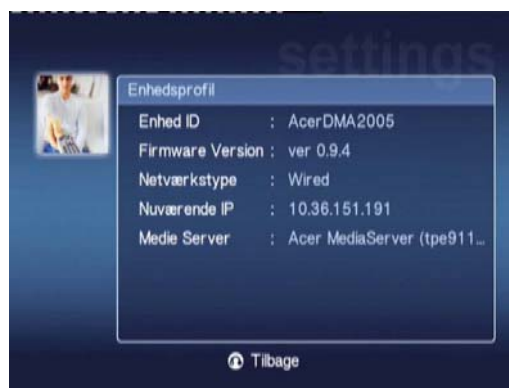 settings
Enhedsprofil
Enhed ID : AcerDMA2005
Firmware Version : ver 0.9.4
Netværkstype : Wired
Nuværende IP : 10.36.151.191
Medie Server : Acer MediaServer (tpe911...
Tilbage